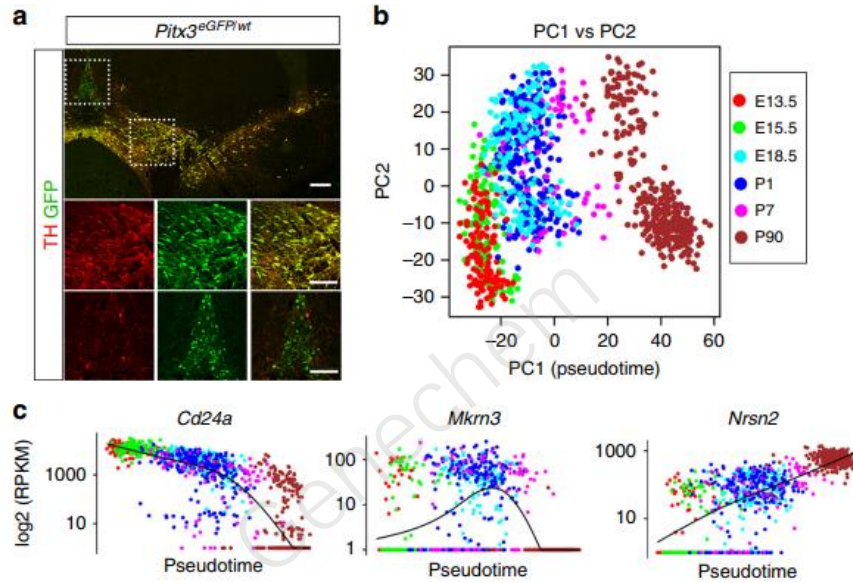 a
Pitx3eGFP/wt
TH GFP
b
PC1 vs PC2
PC2
30
20
10
0
−10
−20
−30
−20
0
20
40
60
PC1 (pseudotime)
E13.5
E15.5
E18.5
P1
P7
P90
c
Cd24a
Mkrn3
Nrsn2
log2 (RPKM)
1000
10
100
10
1
1000
10
Pseudotime
Pseudotime
Pseudotime
Genechem